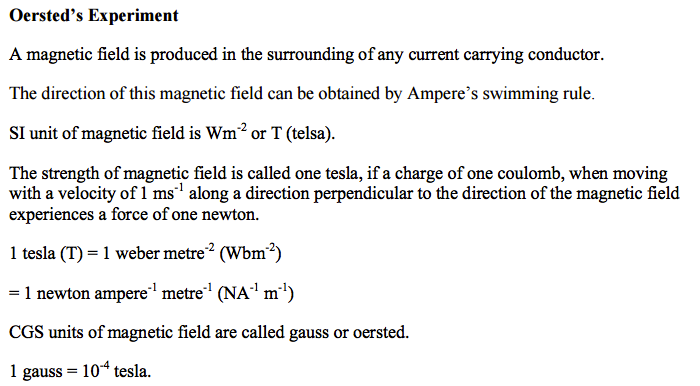 Oersted’s Experiment
A magnetic field is produced in the surrounding of any current carrying conductor.
The direction of this magnetic field can be obtained by Ampere’s swimming rule.
SI unit of magnetic field is Wm⁻² or T (telsa).
The strength of magnetic field is called one tesla, if a charge of one coulomb, when moving
with a velocity of 1 ms⁻¹ along a direction perpendicular to the direction of the magnetic field
experiences a force of one newton.
1 tesla (T) = 1 weber metre⁻² (Wbm⁻²)
= 1 newton ampere⁻¹ metre⁻¹ (NA⁻¹ m⁻¹)
CGS units of magnetic field are called gauss or oersted.
1 gauss = 10⁻⁴ tesla.